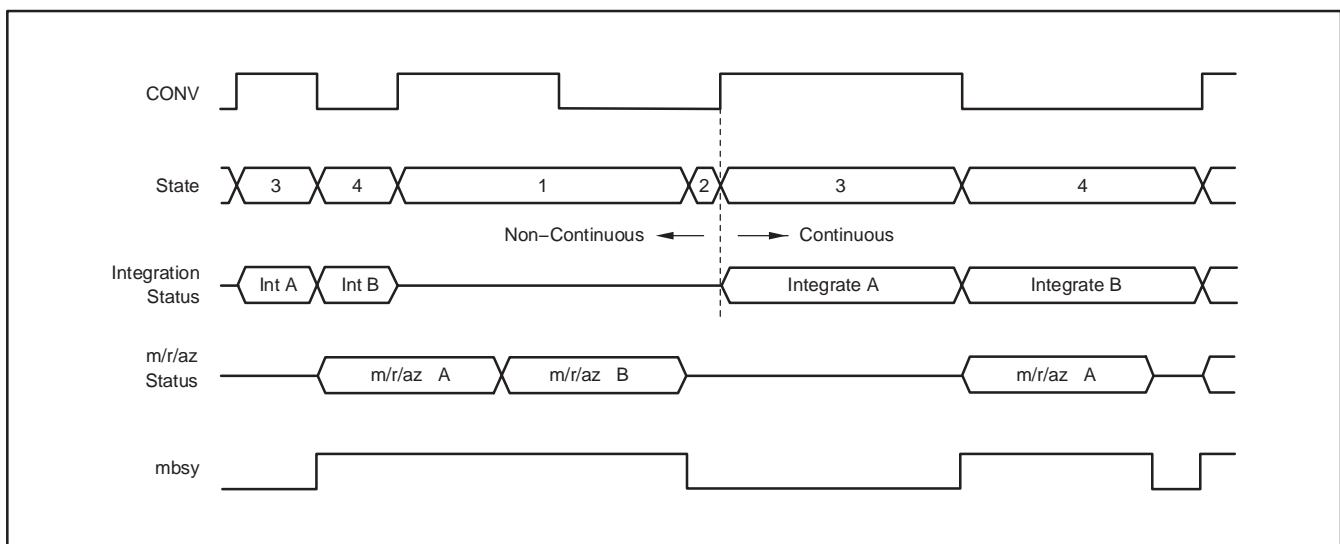 CONV
State
3
4
1
2
3
4
Non−Continuous
Continuous
Integration
Status
Int A
Int B
Integrate A
Integrate B
m/r/az
Status
m/r/az A
m/r/az B
m/r/az A
mbsy